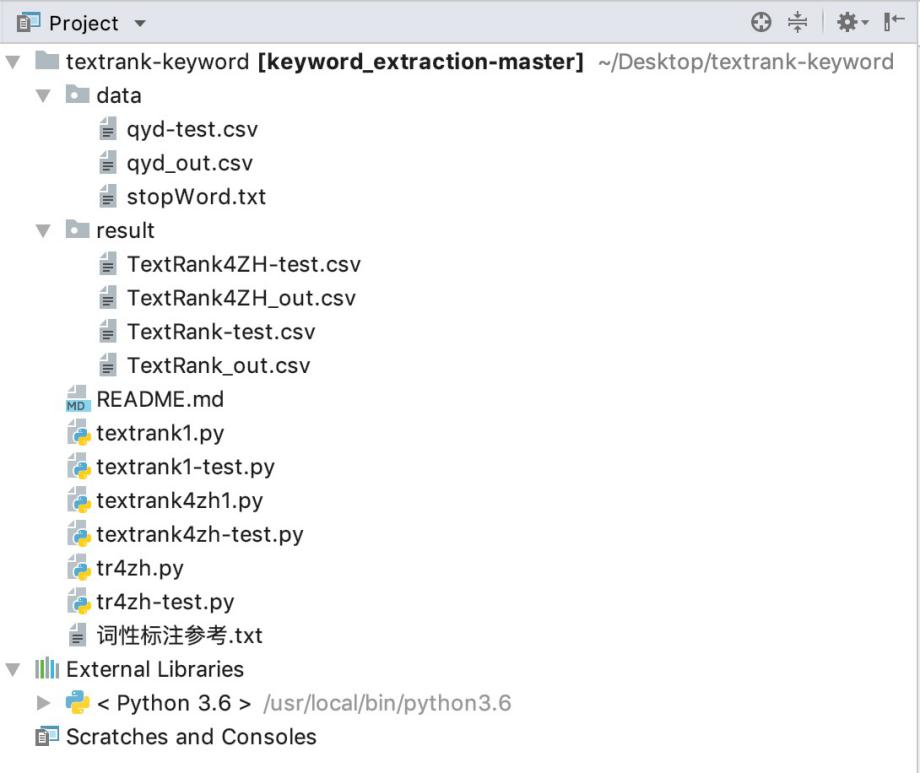 Project
textrank-keyword [keyword_extraction-master] ~/Desktop/textrank-keyword
data
qyd-test.csv
qyd_out.csv
stopWord.txt
result
TextRank4ZH-test.csv
TextRank4ZH_out.csv
TextRank-test.csv
TextRank_out.csv
MD README.md
textrank1.py
textrank1-test.py
textrank4zh1.py
textrank4zh-test.py
tr4zh.py
tr4zh-test.py
词性标注参考.txt
External Libraries
< Python 3.6 > /usr/local/bin/python3.6
Scratches and Consoles